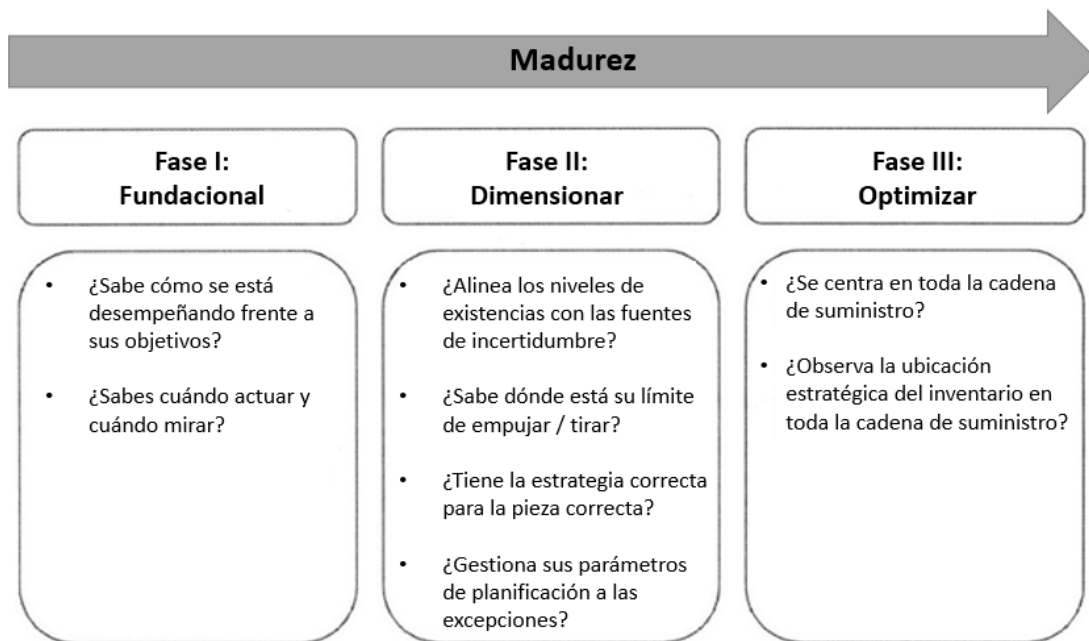 Madurez
Fase I:
Fundacional
Fase II:
Dimensionar
Fase III:
Optimizar
• ¿Sabe cómo se está
desempeñando frente a
sus objetivos?
• ¿Sabes cuándo actuar y
cuándo mirar?
• ¿Alinea los niveles de
existencias con las fuentes
de incertidumbre?
• ¿Sabe dónde está su límite
de empujar / tirar?
• ¿Tiene la estrategia correcta
para la pieza correcta?
• ¿Gestiona sus parámetros
de planificación a las
excepciones?
• ¿Se centra en toda la cadena
de suministro?
• ¿Observa la ubicación
estratégica del inventario en
toda la cadena de suministro?